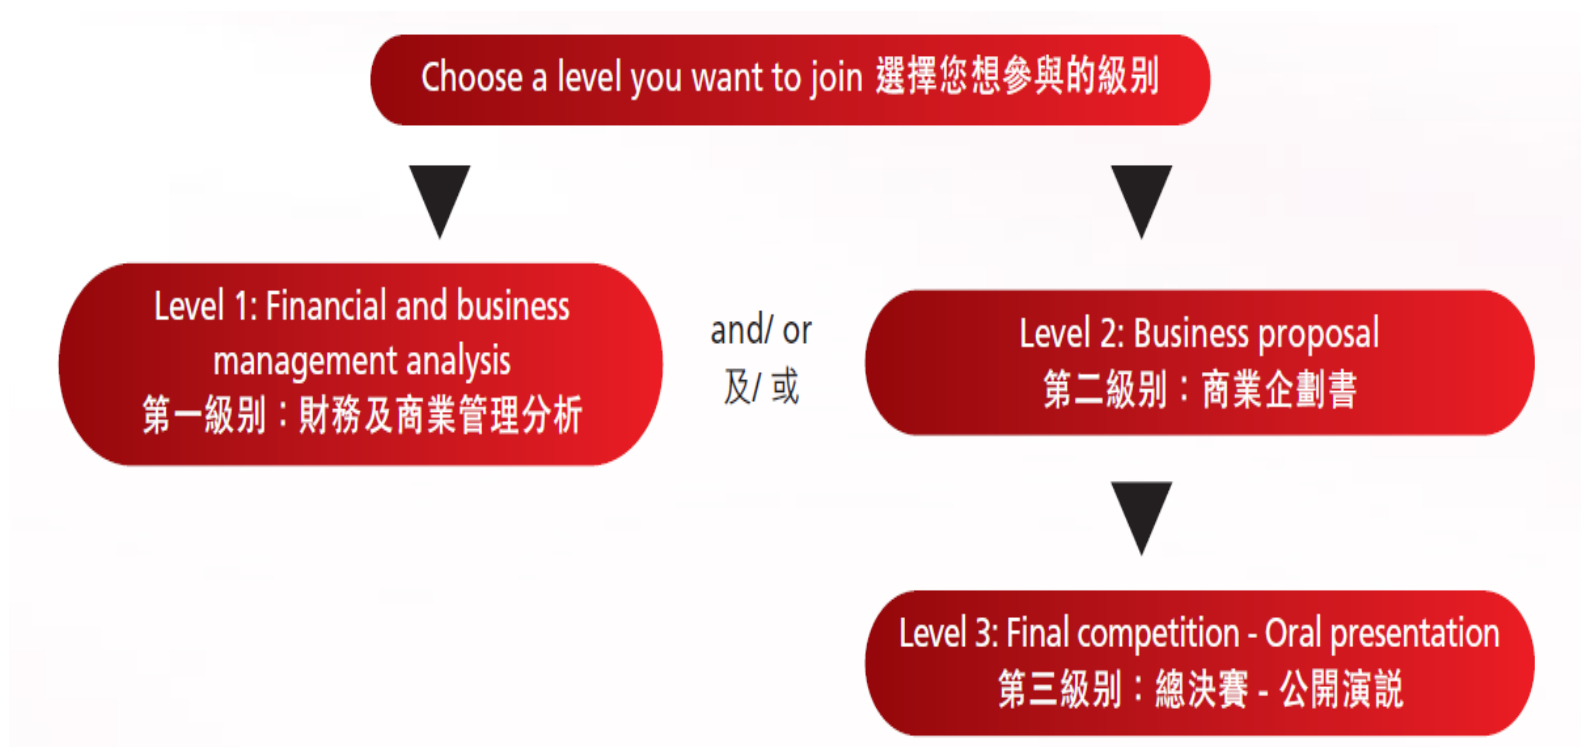 Choose a level you want to join 選擇您想參與的級別
Level 1: Financial and business
management analysis
第一級別：財務及商業管理分析
and/ or
及/ 或
Level 2: Business proposal
第二級別：商業企劃書
Level 3: Final competition - Oral presentation
第三級別：總決賽 - 公開演説